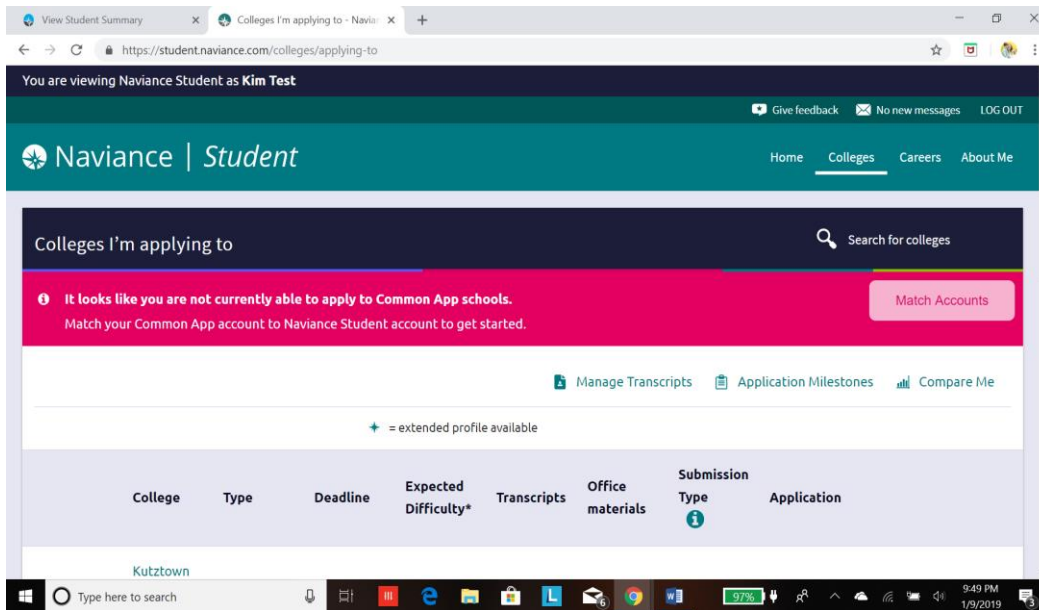 View Student Summary
Colleges I'm applying to - Navia
https://student.naviance.com/colleges/applying-to
You are viewing Naviance Student as Kim Test
Give feedback No new messages LOG OUT
Naviance | Student
Home Colleges Careers About Me
Colleges I'm applying to
Search for colleges
It looks like you are not currently able to apply to Common App schools.
Match your Common App account to Naviance Student account to get started.
Match Accounts
Manage Transcripts Application Milestones Compare Me
= extended profile available
College Type Deadline Expected Difficulty* Transcripts Office materials Submission Type Application
Kutztown
Type here to search
97%
9:49 PM
1/9/2019